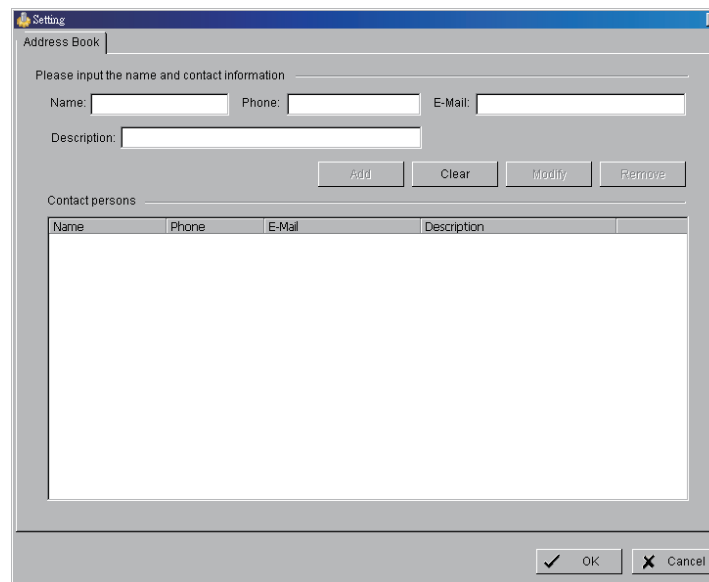 Setting
Address Book
Please input the name and contact information
Name: Phone: E-Mail:
Description:
Add Clear Modify Remove
Contact persons
Name Phone E-Mail Description
OK Cancel